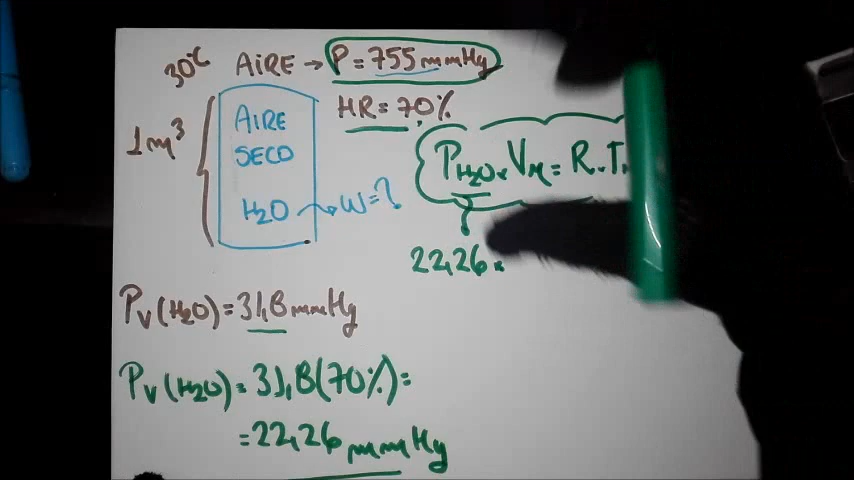 30°C AIRE → P = 755 mmHg
HR = 70%
1m³
AIRE
SECO
H2O → W = ?
PH2O.VM = R.T.
22,26.
Pv(H2O) = 31,8 mmHg
Pv(H2O) = 31,8(70%) =
= 22,26 mmHg